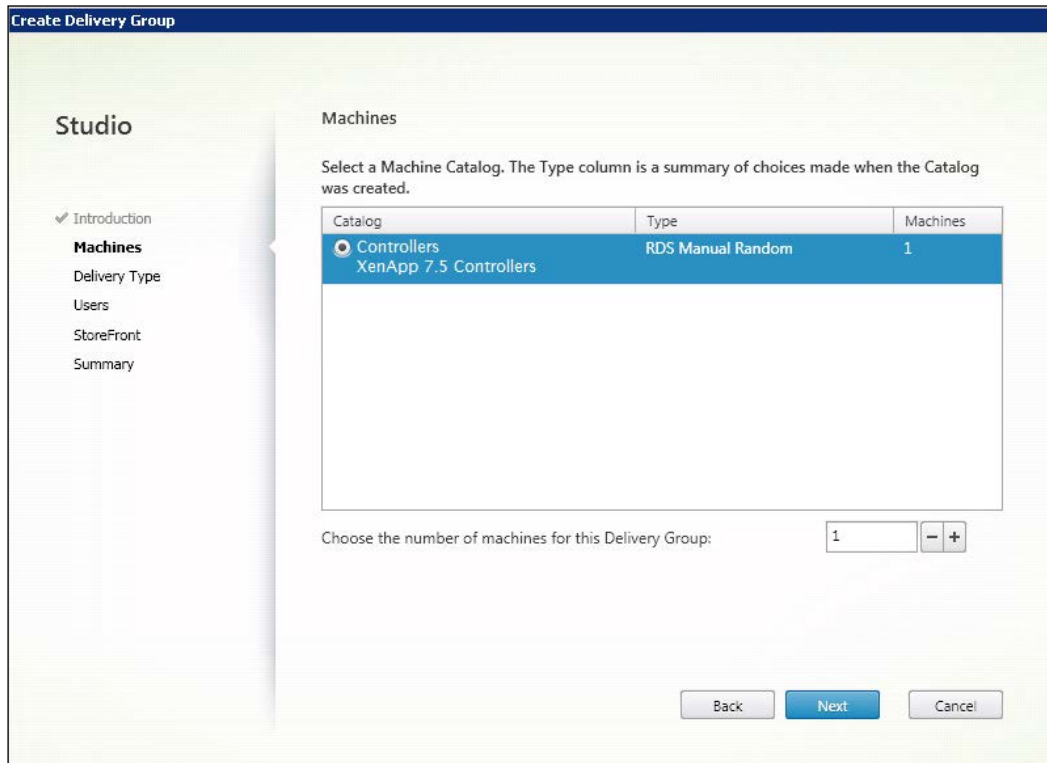 Create Delivery Group
Studio
Introduction
Machines
Delivery Type
Users
StoreFront
Summary
Machines
Select a Machine Catalog. The Type column is a summary of choices made when the Catalog
was created.
Catalog Type Machines
Controllers RDS Manual Random 1
XenApp 7.5 Controllers
Choose the number of machines for this Delivery Group: 1 - +
Back Next Cancel